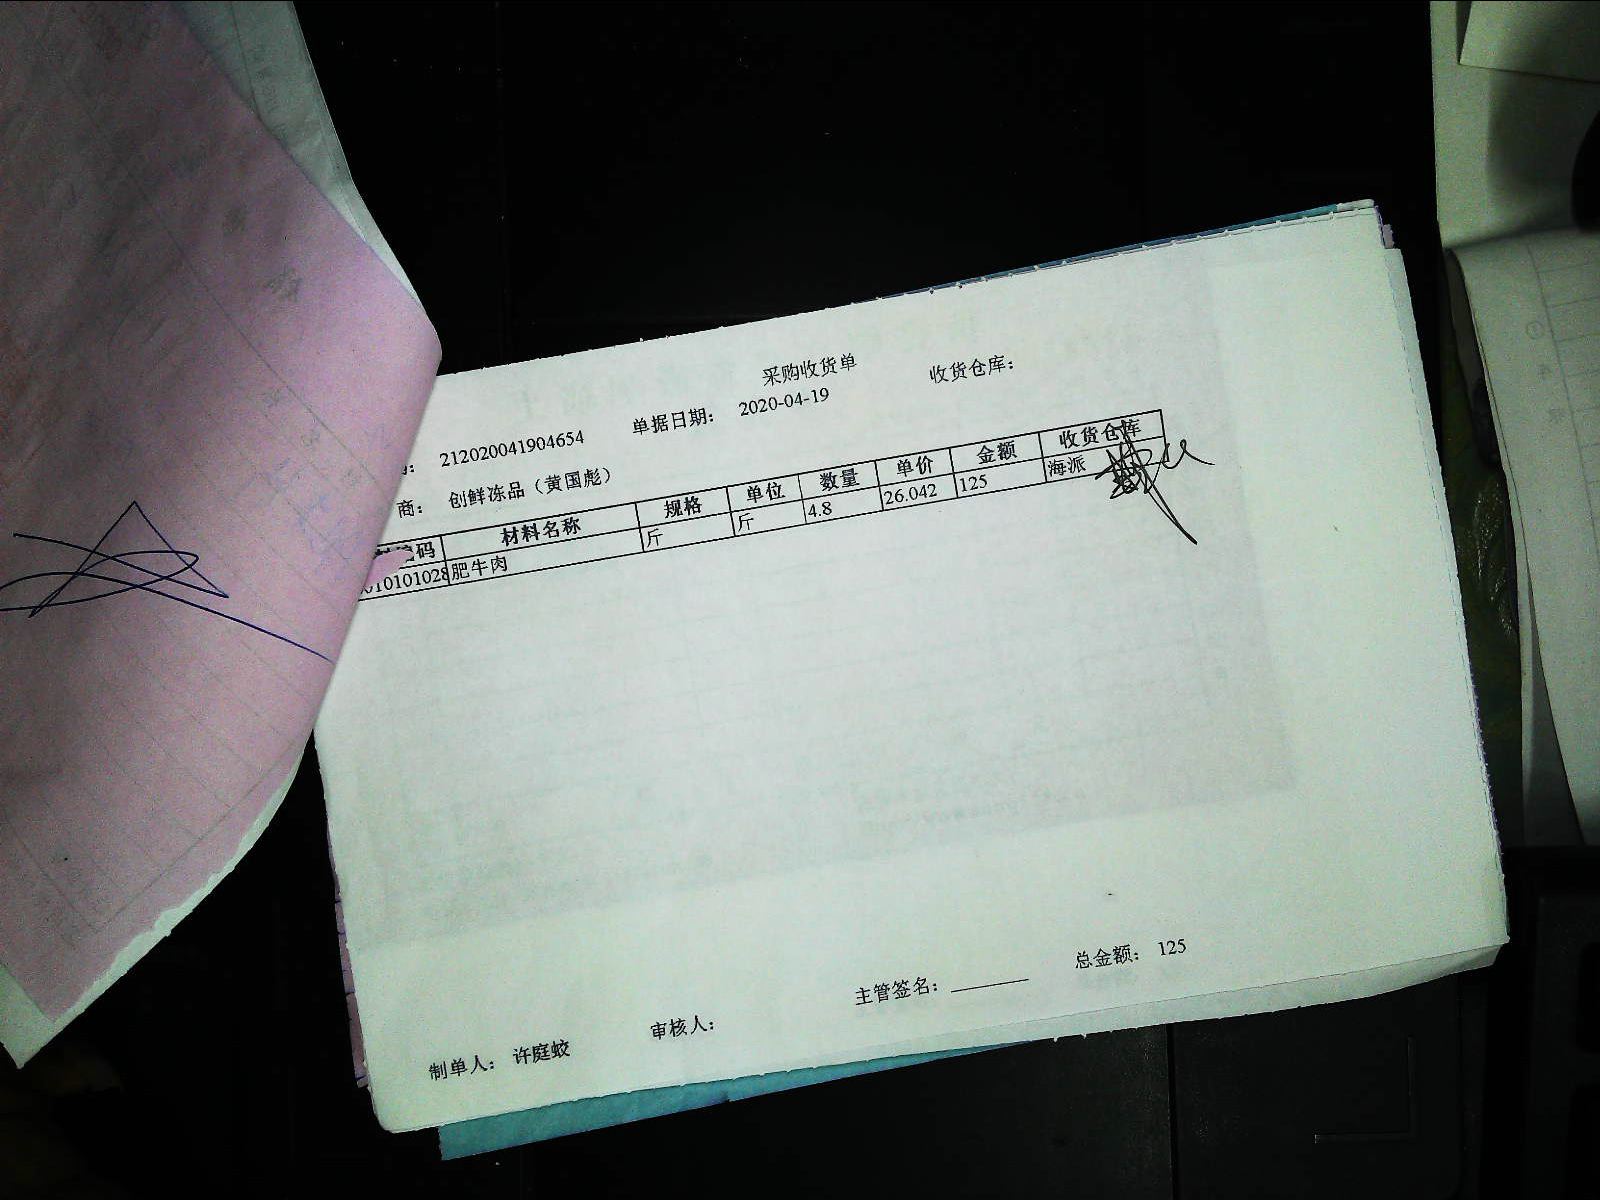 采购收货单
212020041904654 单据日期： 2020-04-19 收货仓库：
商： 创鲜冻品（黄国彪）
码 材料名称 规格 单位 数量 单价 金额 收货仓库
010101028 肥牛肉 斤 斤 4.8 26.042 125 海派
制单人： 许庭蛟 审核人： 主管签名：______ 总金额： 125